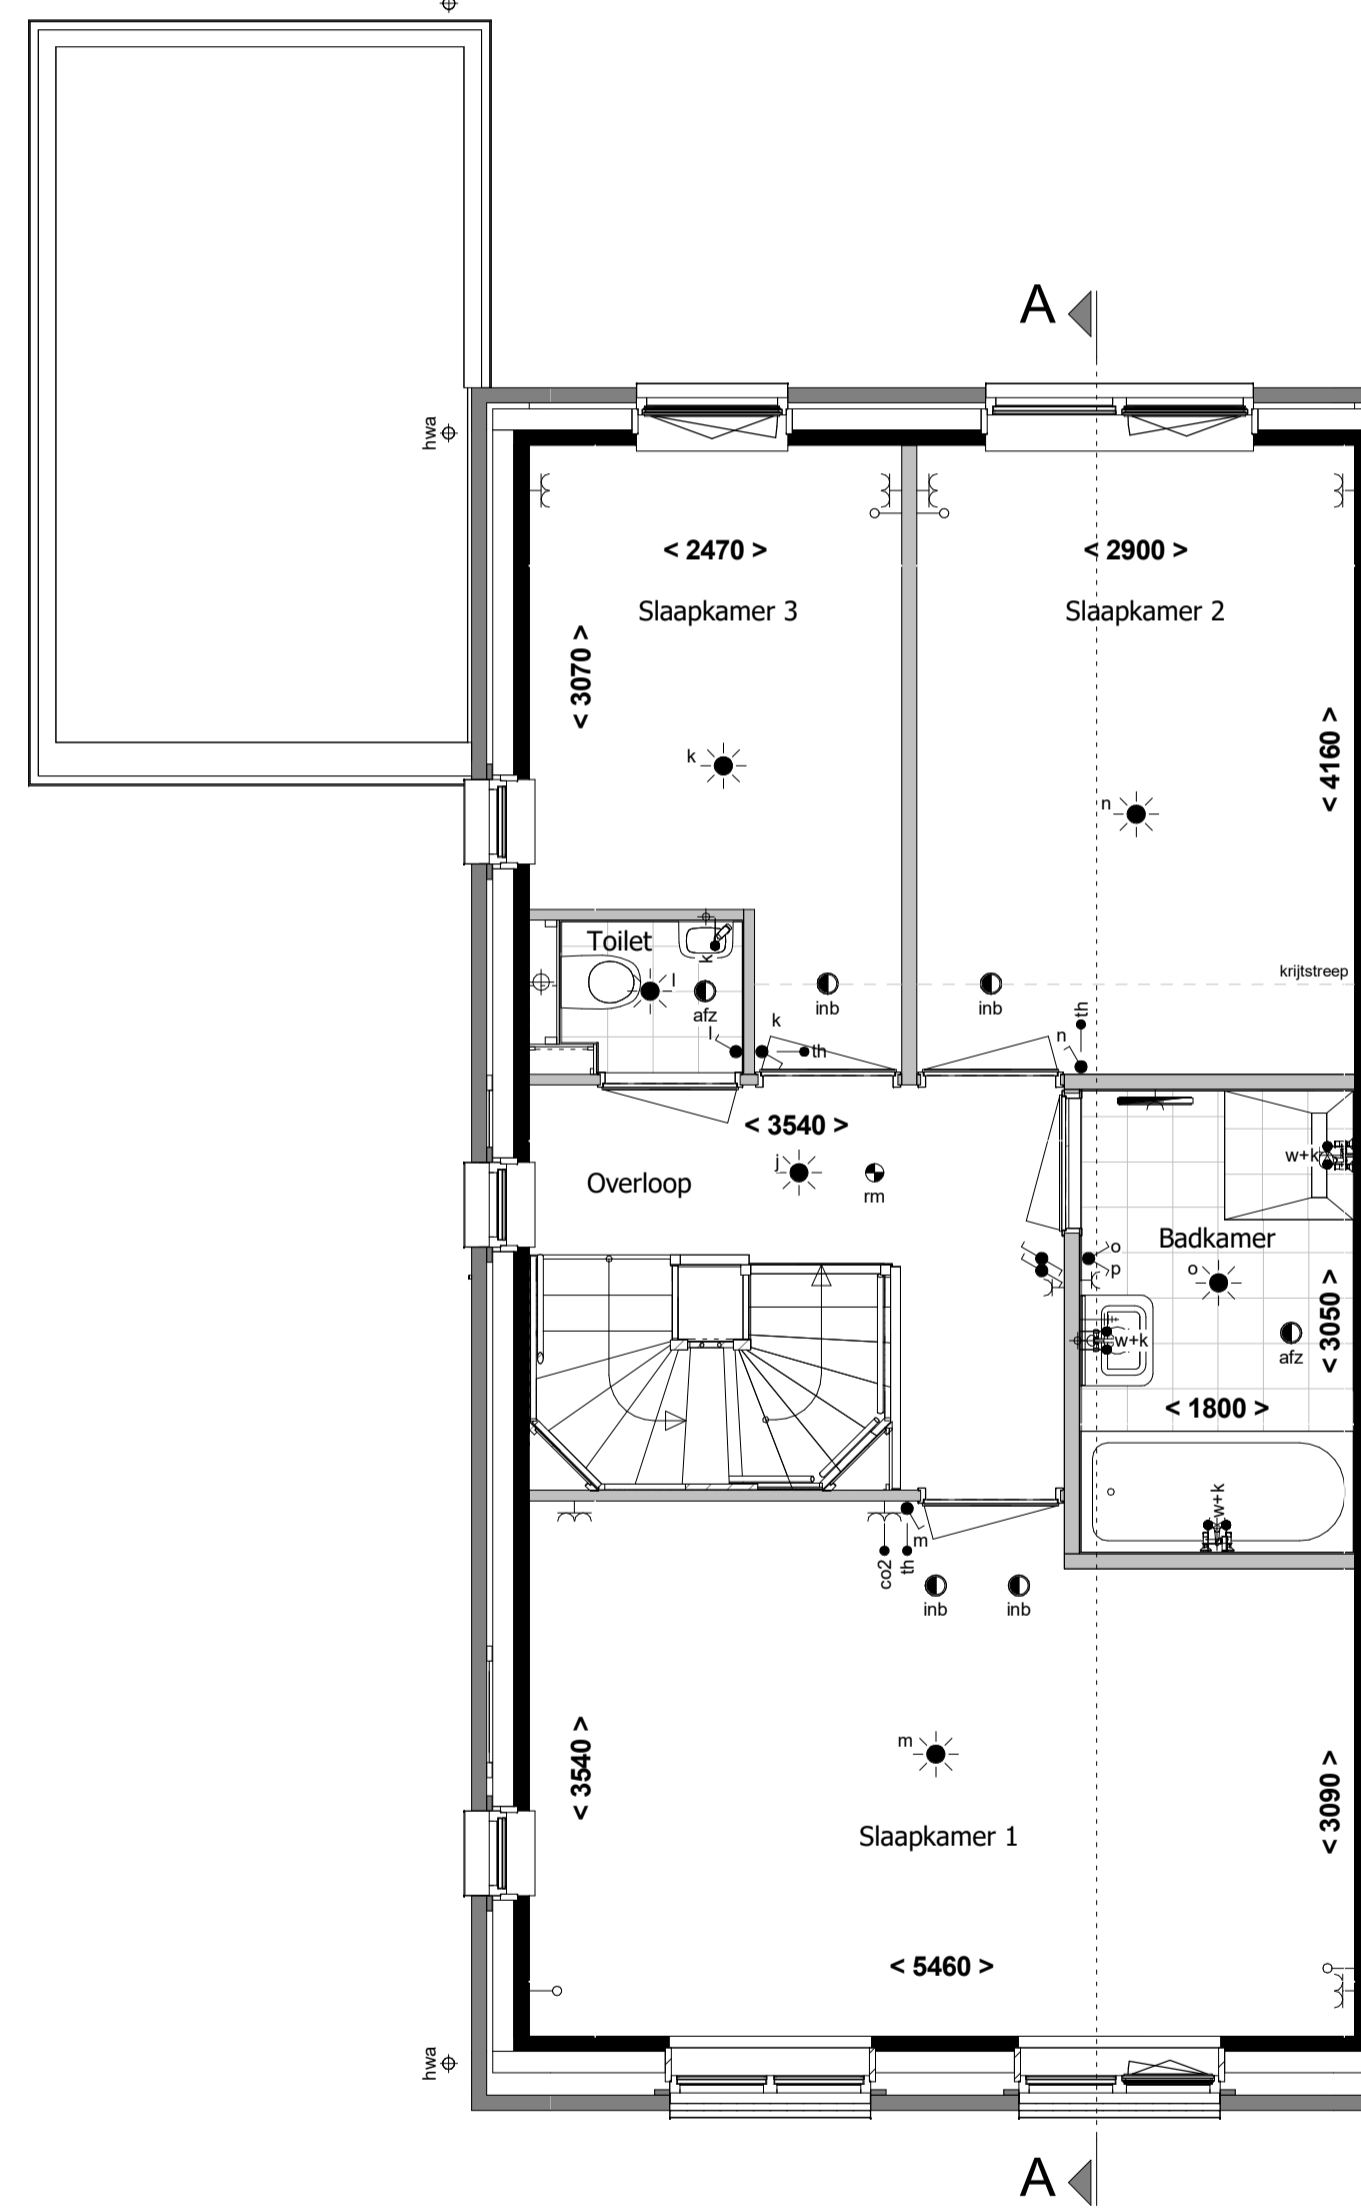 A
hwa
< 2470 >
< 2900 >
Slaapkamer 3
Slaapkamer 2
< 3070 >
< 4160 >
k
n
Toilet
k
l
afz
l
inb
inb
krijtstreep
k
th
n
th
< 3540 >
j
Overloop
rm
w+k
Badkamer
o
p
o
w+k
afz
< 3050 >
< 1800 >
w+k
m
co2
th
inb
inb
m
< 3540 >
Slaapkamer 1
< 3090 >
< 5460 >
hwa
A